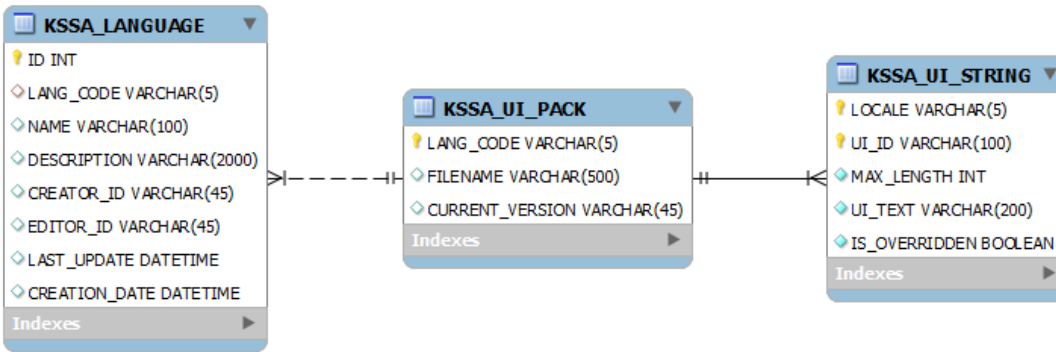 KSSA_LANGUAGE
ID INT
LANG_CODE VARCHAR(5)
NAME VARCHAR(100)
DESCRIPTION VARCHAR(2000)
CREATOR_ID VARCHAR(45)
EDITOR_ID VARCHAR(45)
LAST_UPDATE DATETIME
CREATION_DATE DATETIME
Indexes
KSSA_UI_PACK
LANG_CODE VARCHAR(5)
FILENAME VARCHAR(500)
CURRENT_VERSION VARCHAR(45)
Indexes
KSSA_UI_STRING
LOCALE VARCHAR(5)
UI_ID VARCHAR(100)
MAX_LENGTH INT
UI_TEXT VARCHAR(200)
IS_OVERRIDDEN BOOLEAN
Indexes